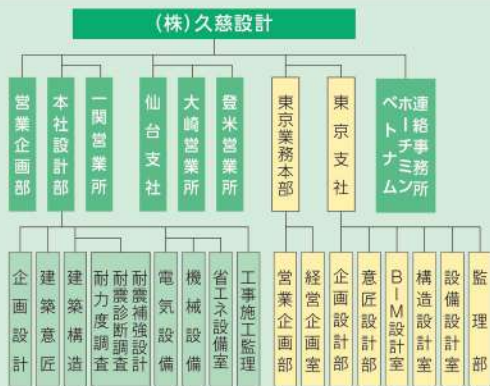 (株)久慈設計
営業企画部
本社設計部
一関営業所
仙台支社
大崎営業所
登米営業所
東京業務本部
東京支社
ベトナム
ホーチミン
連絡事務所
企画設計
建築意匠
建築構造
耐力度調査
耐震診断調査
耐震補強設計
電気設備
機械設備
省エネ設備室
工事施工監理
営業企画部
経営企画室
企画設計部
意匠設計部
BIM設計室
構造設計室
設備設計室
監理部